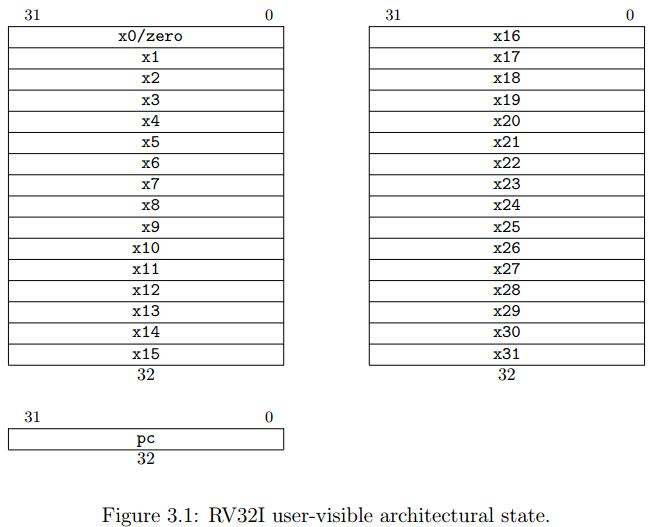 31 0
x0/zero
x1
x2
x3
x4
x5
x6
x7
x8
x9
x10
x11
x12
x13
x14
x15
32
31 0
x16
x17
x18
x19
x20
x21
x22
x23
x24
x25
x26
x27
x28
x29
x30
x31
32
31 0
pc
32
Figure 3.1: RV32I user-visible architectural state.